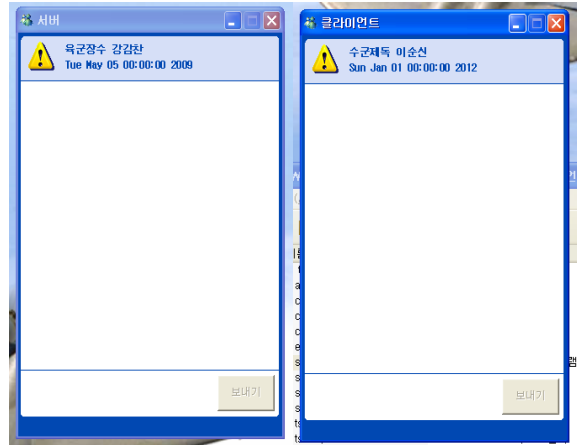 서버
육군장수 강감찬
Tue May 05 00:00:00 2009
보내기
클라이언트
수군제독 이순신
Sun Jan 01 00:00:00 2012
보내기